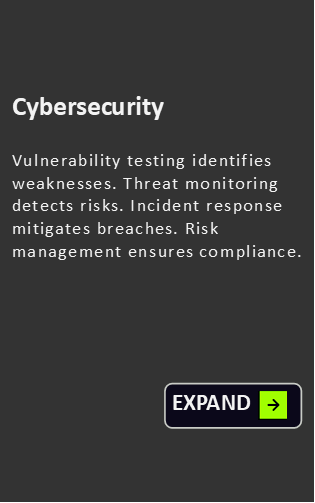 Cybersecurity
Vulnerability testing identifies
weaknesses. Threat monitoring
detects risks. Incident response
mitigates breaches. Risk
management ensures compliance.
EXPAND →